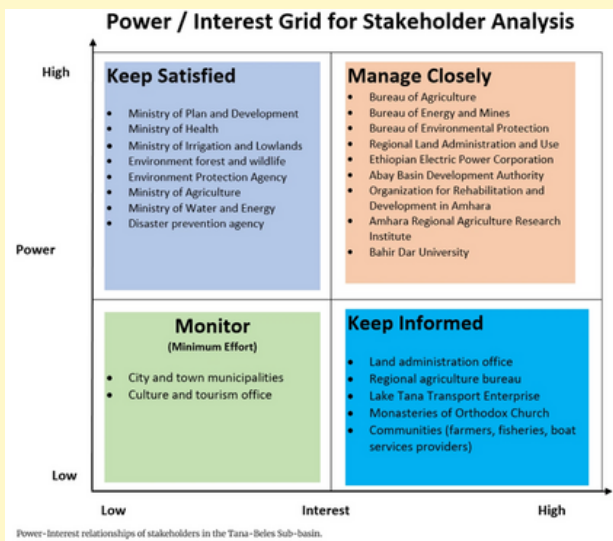 Power / Interest Grid for Stakeholder Analysis
High
Keep Satisfied
• Ministry of Plan and Development
• Ministry of Health
• Ministry of Irrigation and Lowlands
• Environment forest and wildlife
• Environment Protection Agency
• Ministry of Agriculture
• Ministry of Water and Energy
• Disaster prevention agency
Manage Closely
• Bureau of Agriculture
• Bureau of Energy and Mines
• Bureau of Environmental Protection
• Regional Land Administration and Use
• Ethiopian Electric Power Corporation
• Abay Basin Development Authority
• Organization for Rehabilitation and
Development in Amhara
• Amhara Regional Agriculture Research
Institute
• Bahir Dar University
Power
Monitor
(Minimum Effort)
• City and town municipalities
• Culture and tourism office
Keep Informed
• Land administration office
• Regional agriculture bureau
• Lake Tana Transport Enterprise
• Monasteries of Orthodox Church
• Communities (farmers, fisheries, boat
services providers)
Low
Low
Interest
High
Power-Interest relationships of stakeholders in the Tana-Beles Sub-basin.